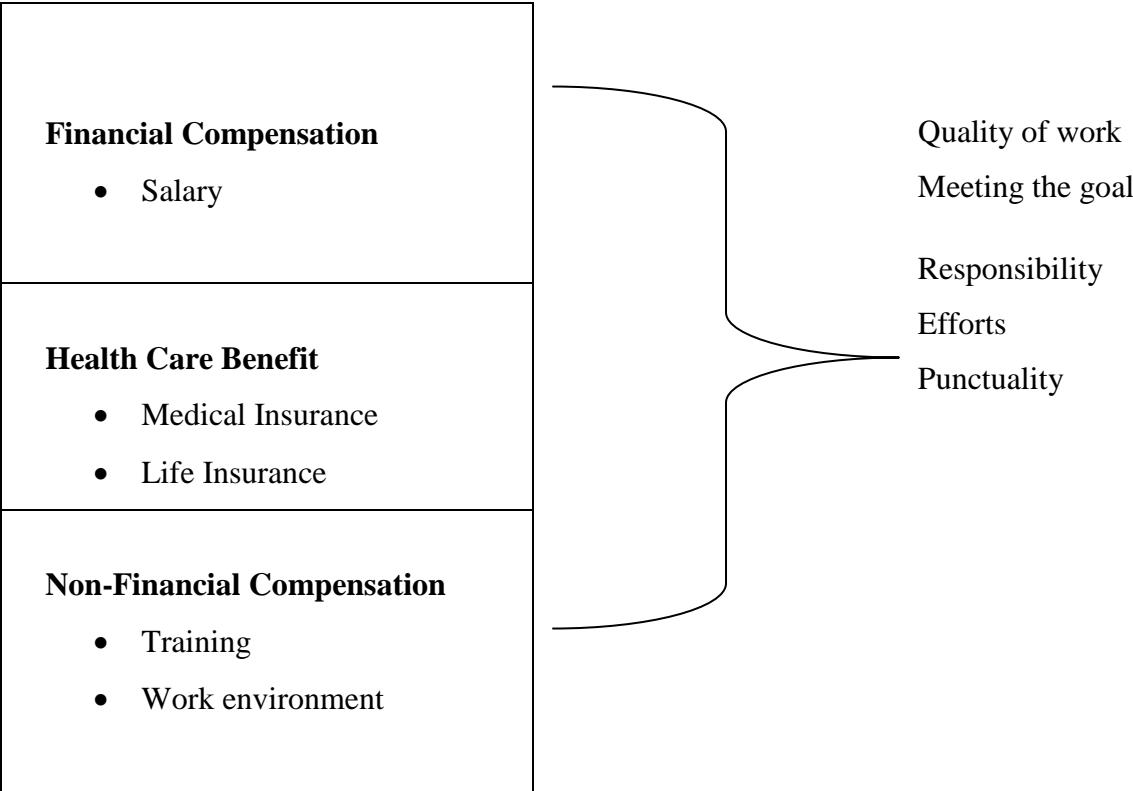 Financial Compensation
• Salary
Health Care Benefit
• Medical Insurance
• Life Insurance
Non-Financial Compensation
• Training
• Work environment
Quality of work
Meeting the goal
Responsibility
Efforts
Punctuality